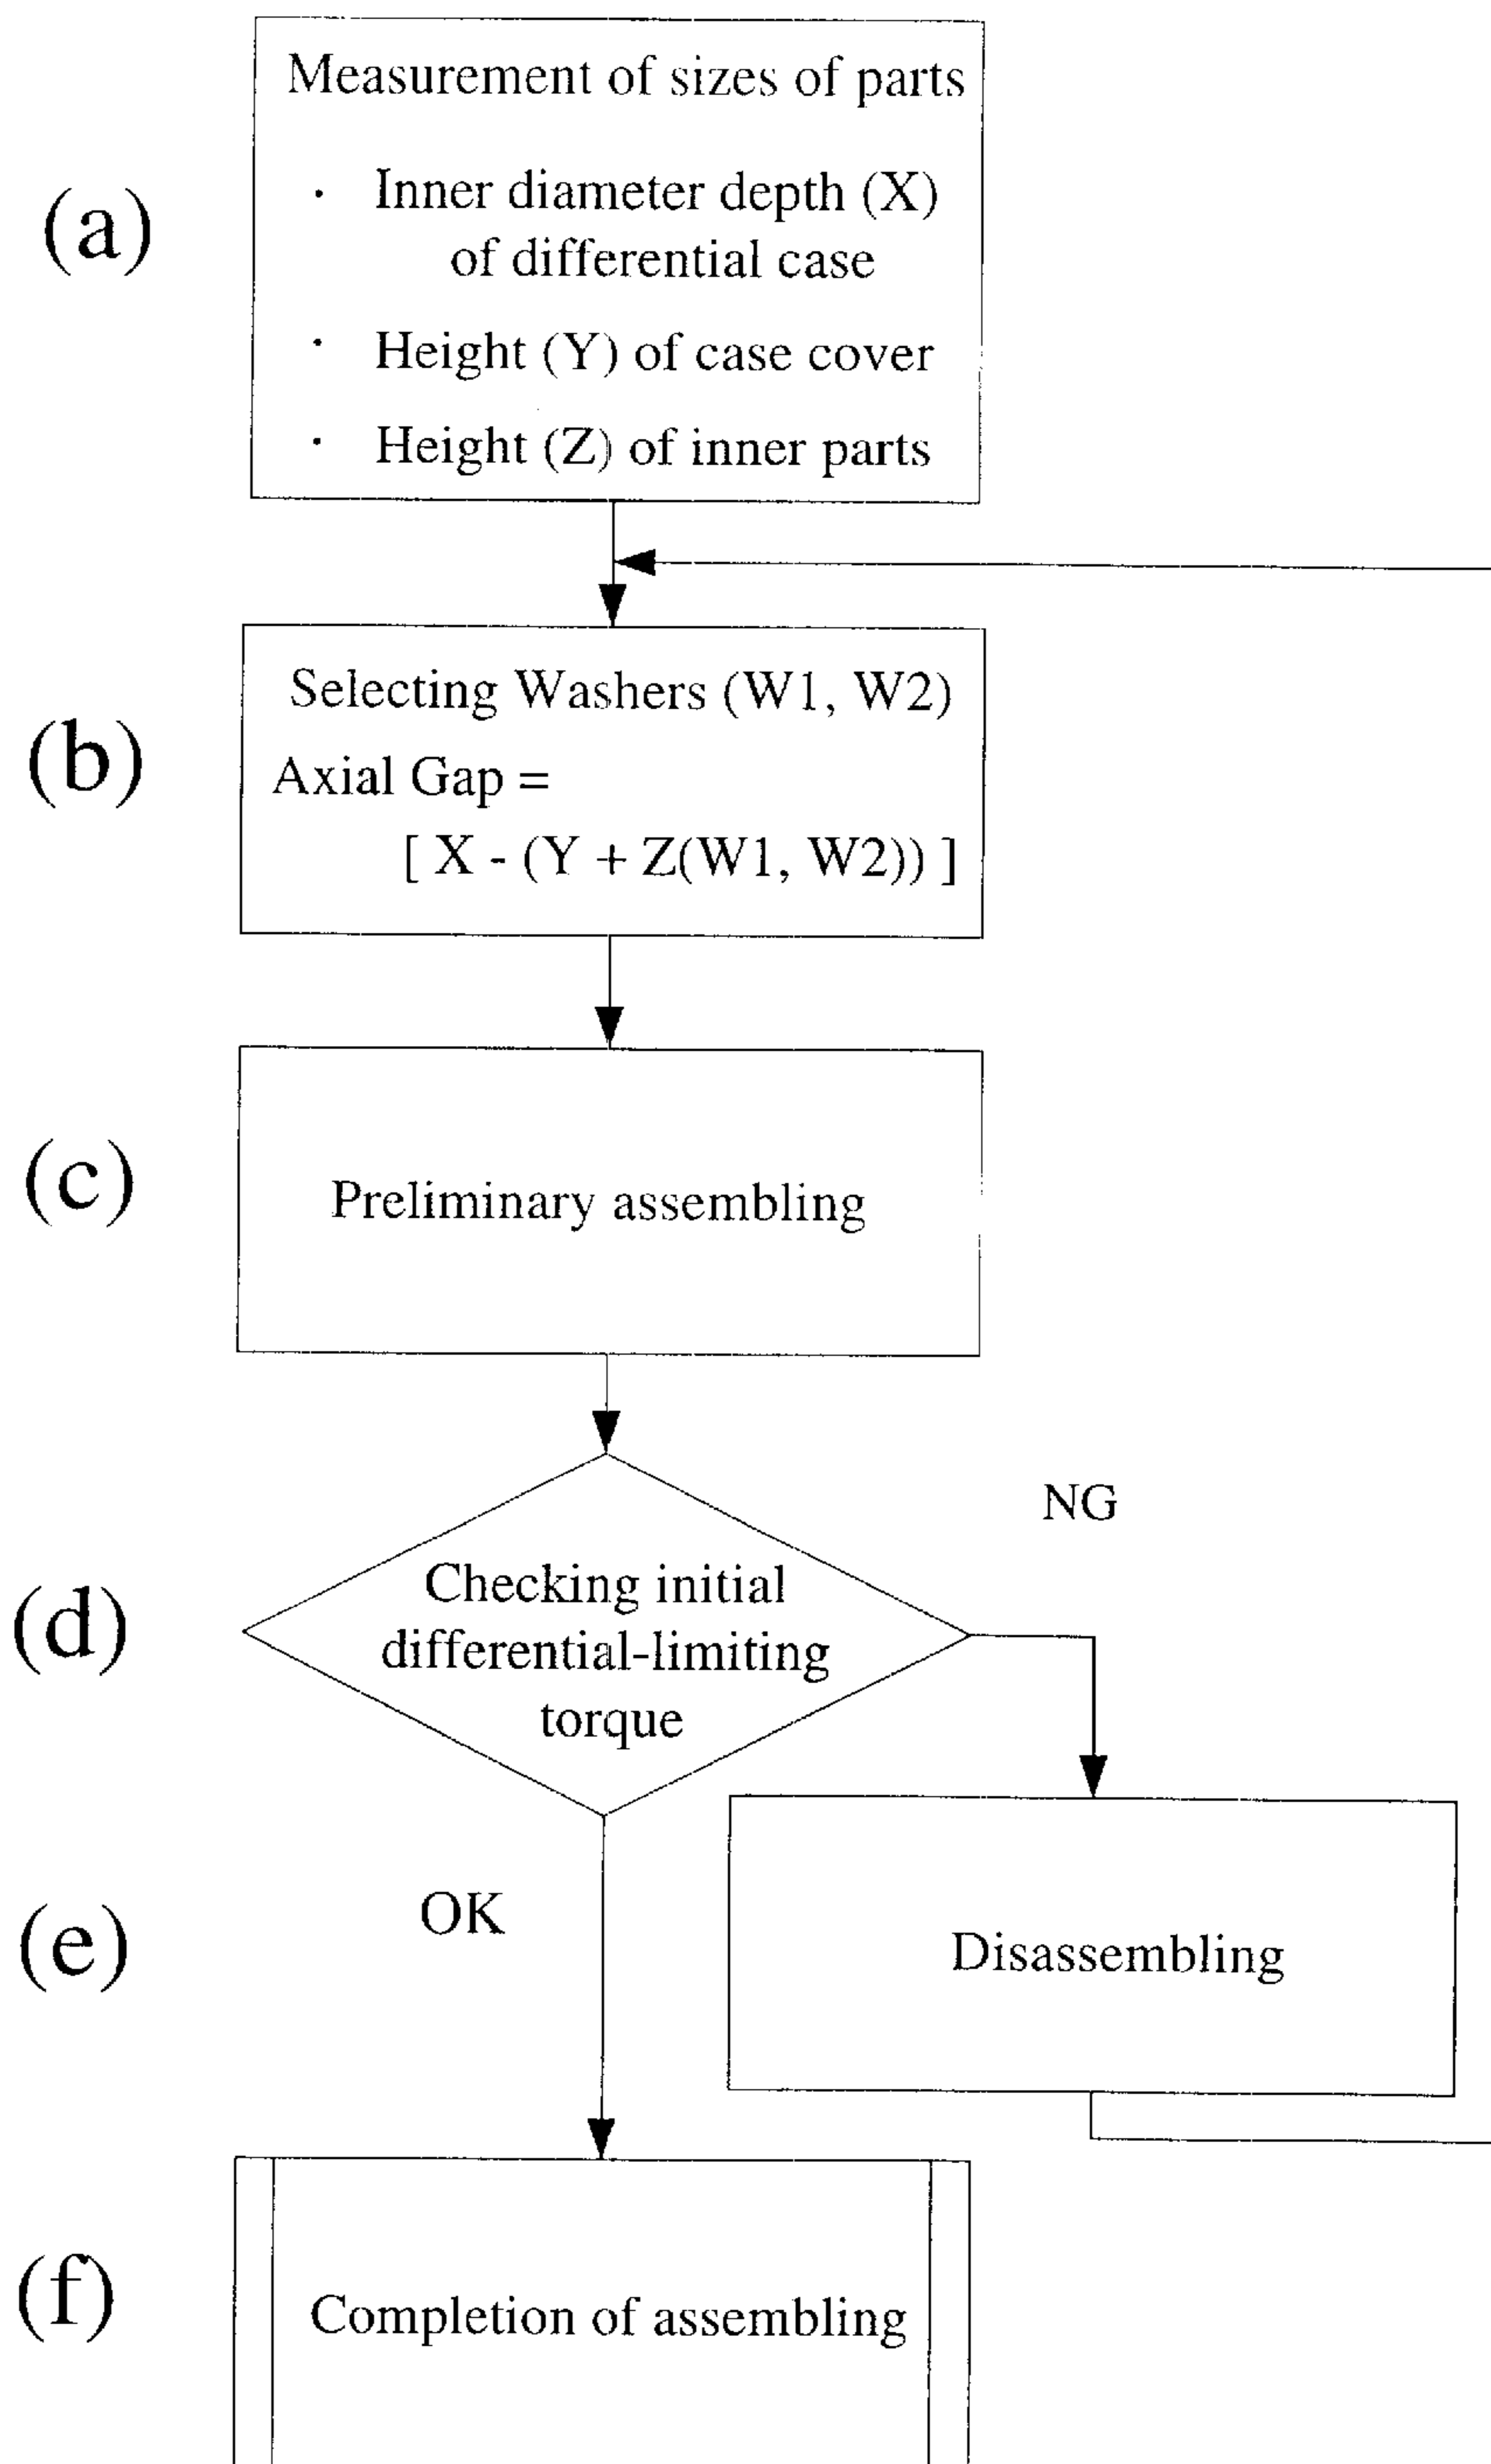 (a)
Measurement of sizes of parts
· Inner diameter depth (X)
of differential case
· Height (Y) of case cover
· Height (Z) of inner parts
(b)
Selecting Washers (W1, W2)
Axial Gap =
[ X - (Y + Z(W1, W2)) ]
(c)
Preliminary assembling
(d)
Checking initial
differential-limiting
torque
NG
OK
(e)
Disassembling
(f)
Completion of assembling